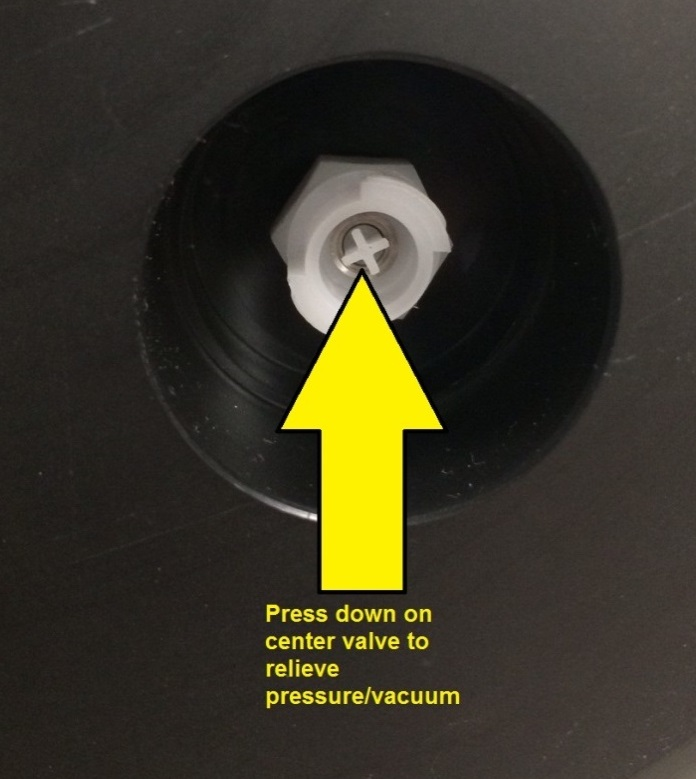 Press down on
center valve to
relieve
pressure/vacuum